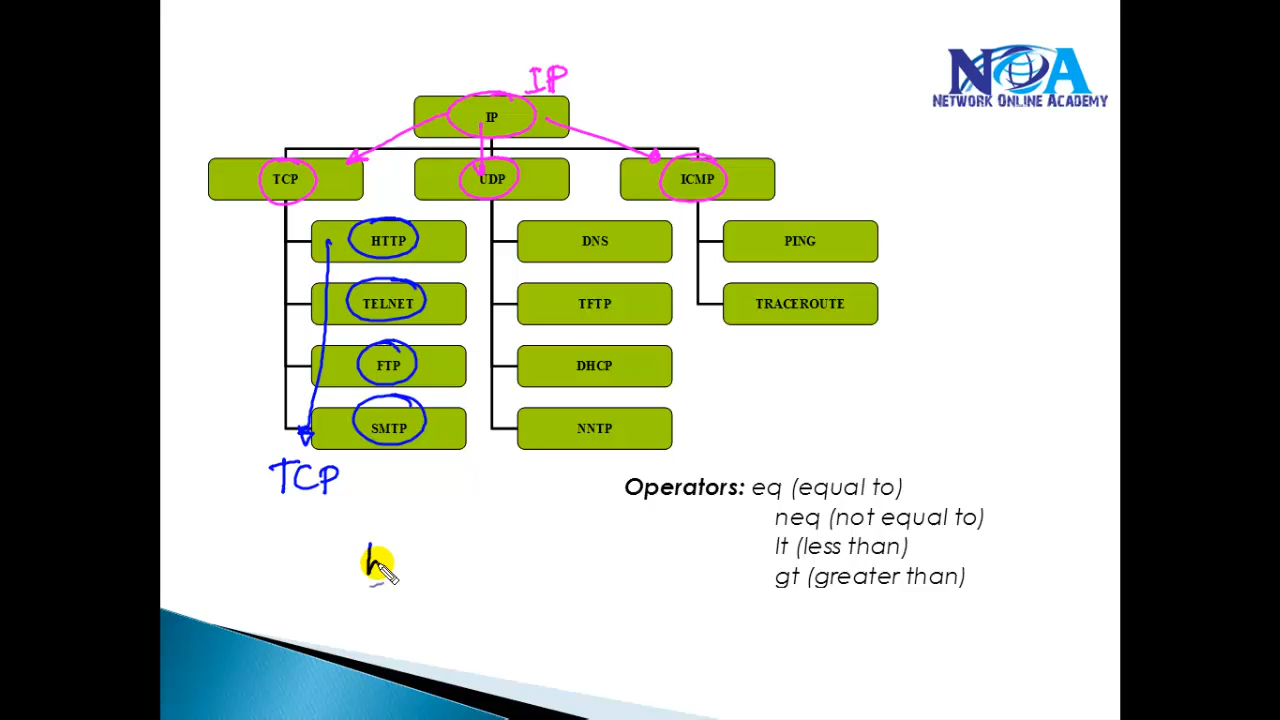 NOA
NETWORK ONLINE ACADEMY
IP
IP
TCP UDP ICMP
HTTP DNS PING
TELNET TFTP TRACEROUTE
FTP DHCP
SMTP NNTP
TCP
Operators: eq (equal to)
neq (not equal to)
lt (less than)
gt (greater than)
h